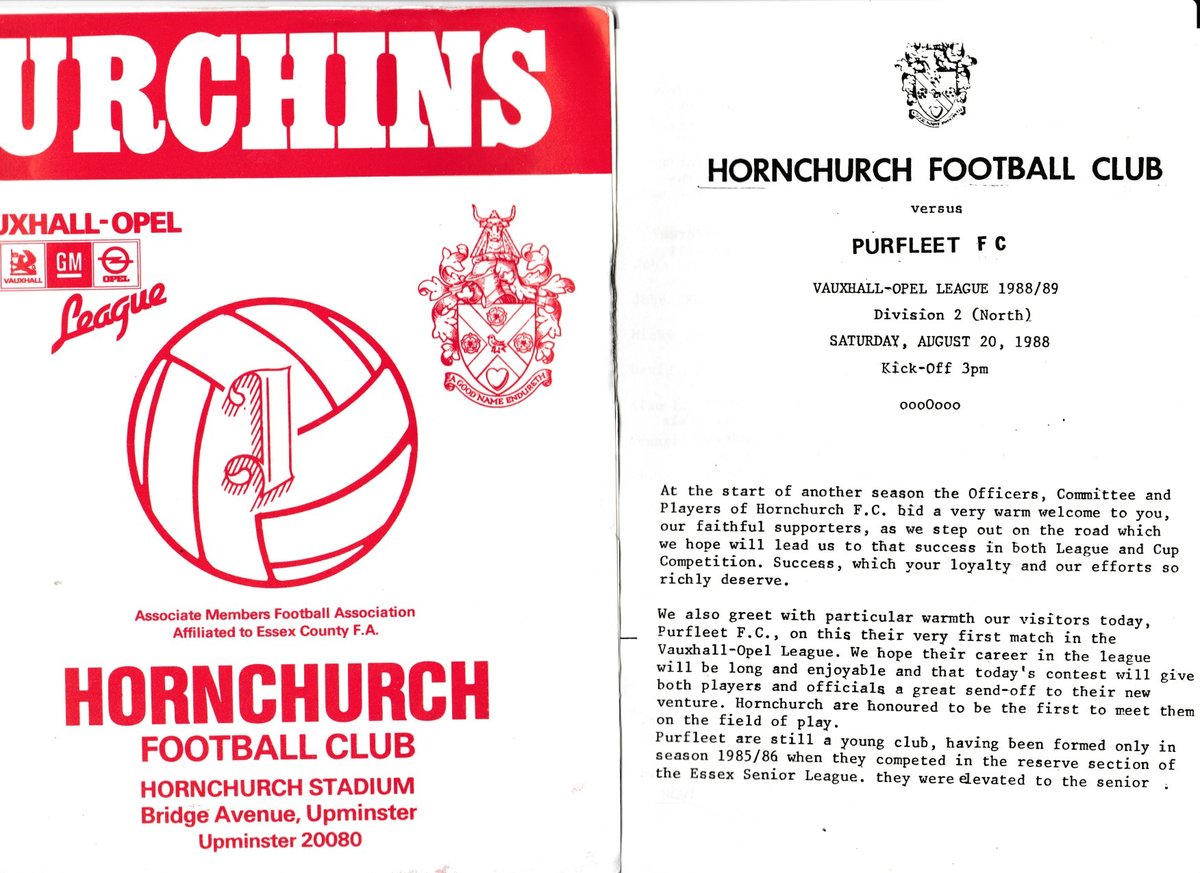 URCHINS
UXHALL-OPEL
VAUXHALL
GM
OPEL
League
A GOOD NAME ENDURETH
Associate Members Football Association
Affiliated to Essex County F.A.
HORNCHURCH
FOOTBALL CLUB
HORNCHURCH STADIUM
Bridge Avenue, Upminster
Upminster 20080
HORNCHURCH FOOTBALL CLUB
versus
PURFLEET F C
VAUXHALL-OPEL LEAGUE 1988/89
Division 2 (North)
SATURDAY, AUGUST 20, 1988
Kick-Off 3pm
oooOooo
At the start of another season the Officers, Committee and
Players of Hornchurch F.C. bid a very warm welcome to you,
our faithful supporters, as we step out on the road which
we hope will lead us to that success in both League and Cup
Competition. Success, which your loyalty and our efforts so
richly deserve.
We also greet with particular warmth our visitors today,
Purfleet F.C., on this their very first match in the
Vauxhall-Opel League. We hope their career in the league
will be long and enjoyable and that today's contest will give
both players and officials a great send-off to their new
venture. Hornchurch are honoured to be the first to meet them
on the field of play.
Purfleet are still a young club, having been formed only in
season 1985/86 when they competed in the reserve section of
the Essex Senior League. they were elevated to the senior